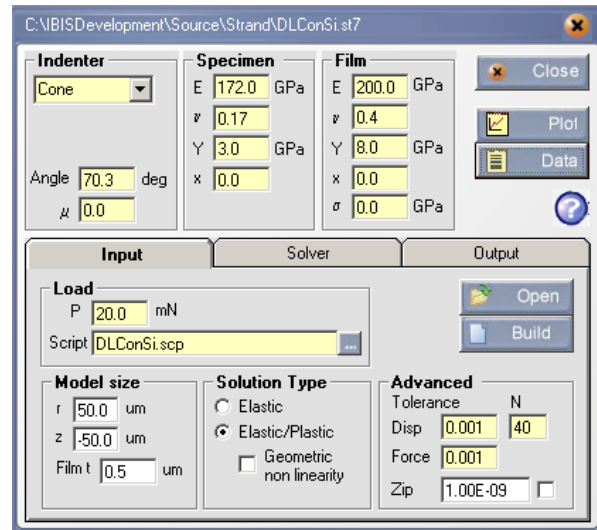 C:\IBISDevelopment\Source\Strand\DLConSi.st7
Indenter
Cone
Angle 70.3 deg
μ 0.0
Specimen
E 172.0 GPa
ν 0.17
Y 3.0 GPa
x 0.0
Film
E 200.0 GPa
ν 0.4
Y 8.0 GPa
x 0.0
σ 0.0 GPa
Close
Plot
Data
?
Input Solver Output
Load
P 20.0 mN
Script DLConSi.scp ...
Open
Build
Model size
r 50.0 um
z -50.0 um
Film t 0.5 um
Solution Type
Elastic
Elastic/Plastic
Geometric
non linearity
Advanced
Tolerance N
Disp 0.001 40
Force 0.001
Zip 1.00E-09